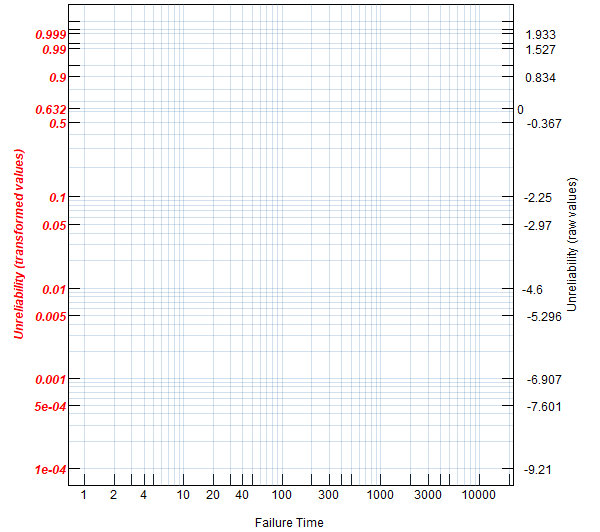 0.999 1.933
0.99 1.527
0.9 0.834
0.632 0
0.5 -0.367
0.1 -2.25
0.05 -2.97
0.01 -4.6
0.005 -5.296
0.001 -6.907
5e-04 -7.601
1e-04 -9.21
Unreliability (transformed values)
Unreliability (raw values)
1 2 4 10 20 40 100 300 1000 3000 10000
Failure Time